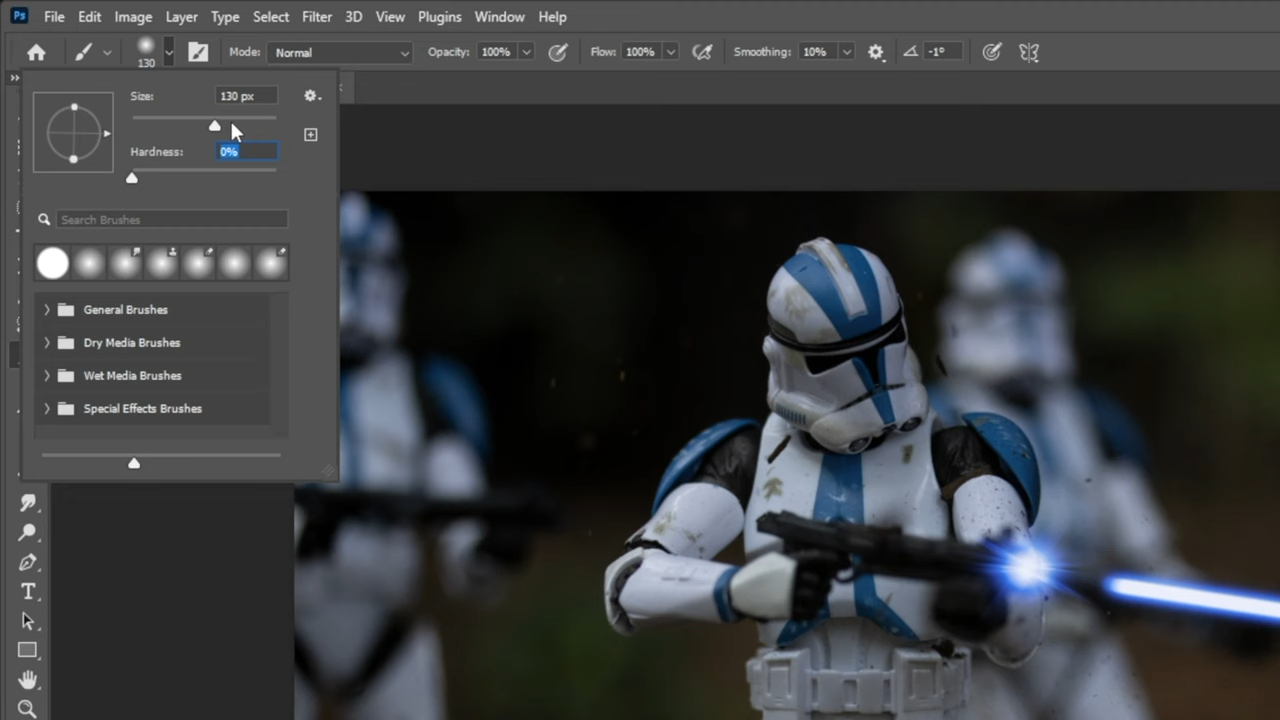 Ps File Edit Image Layer Type Select Filter 3D View Plugins Window Help
130 Mode: Normal Opacity: 100% Flow: 100% Smoothing: 10% -1°
Size: 130 px
Hardness: 0%
Search Brushes
General Brushes
Dry Media Brushes
Wet Media Brushes
Special Effects Brushes
T